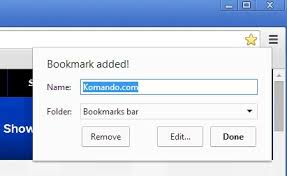 Bookmark added!
Name: Komando.com
Folder: Bookmarks bar
Remove Edit... Done
Show